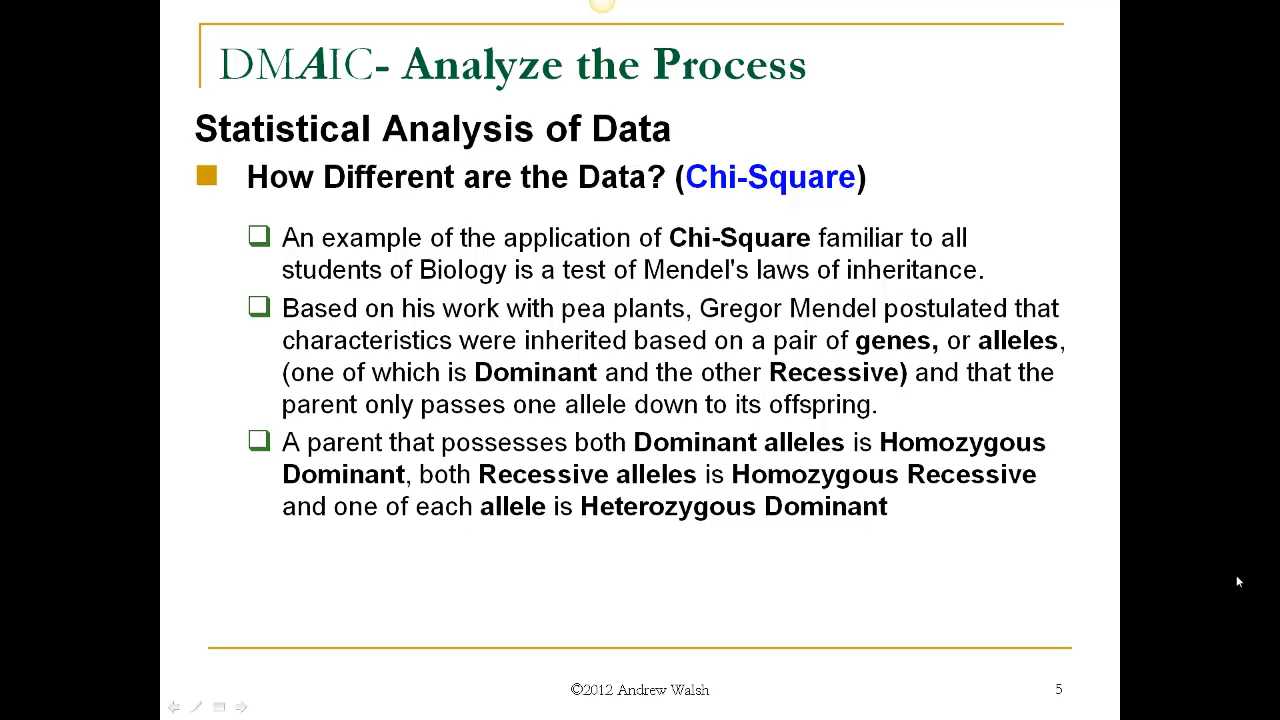 DMAIC- Analyze the Process
Statistical Analysis of Data
How Different are the Data? (Chi-Square)
An example of the application of Chi-Square familiar to all
students of Biology is a test of Mendel's laws of inheritance.
Based on his work with pea plants, Gregor Mendel postulated that
characteristics were inherited based on a pair of genes, or alleles,
(one of which is Dominant and the other Recessive) and that the
parent only passes one allele down to its offspring.
A parent that possesses both Dominant alleles is Homozygous
Dominant, both Recessive alleles is Homozygous Recessive
and one of each allele is Heterozygous Dominant
©2012 Andrew Walsh
5